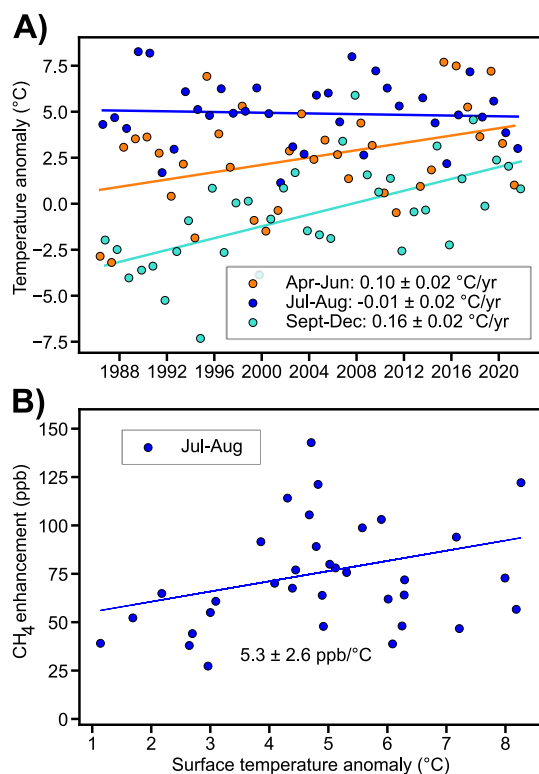 A)
Temperature anomaly (°C)
7.5
5.0
2.5
0.0
−2.5
−5.0
−7.5
Apr-Jun: 0.10 ± 0.02 °C/yr
Jul-Aug: -0.01 ± 0.02 °C/yr
Sept-Dec: 0.16 ± 0.02 °C/yr
1988 1992 1996 2000 2004 2008 2012 2016 2020
B)
CH4 enhancement (ppb)
150
125
100
75
50
25
0
Jul-Aug
5.3 ± 2.6 ppb/°C
1 2 3 4 5 6 7 8
Surface temperature anomaly (°C)